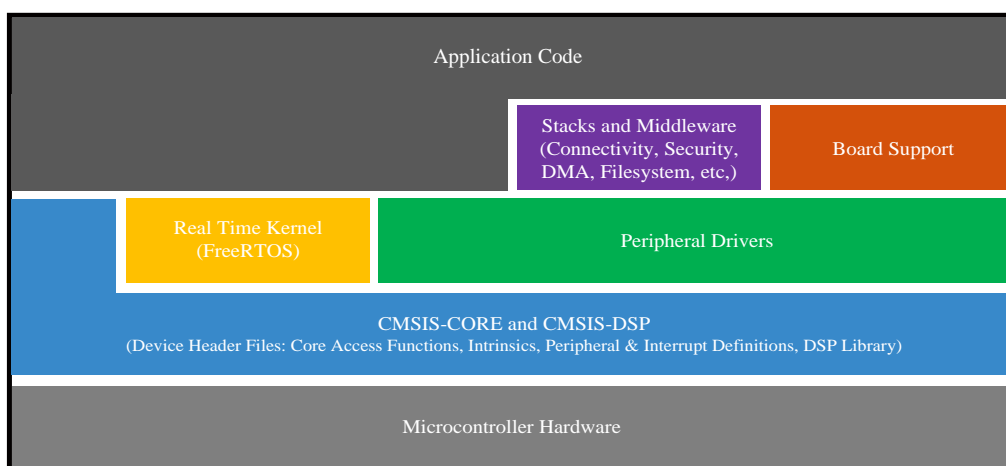 Application Code
Stacks and Middleware
(Connectivity, Security,
DMA, Filesystem, etc,)
Board Support
Real Time Kernel
(FreeRTOS)
Peripheral Drivers
CMSIS-CORE and CMSIS-DSP
(Device Header Files: Core Access Functions, Intrinsics, Peripheral & Interrupt Definitions, DSP Library)
Microcontroller Hardware